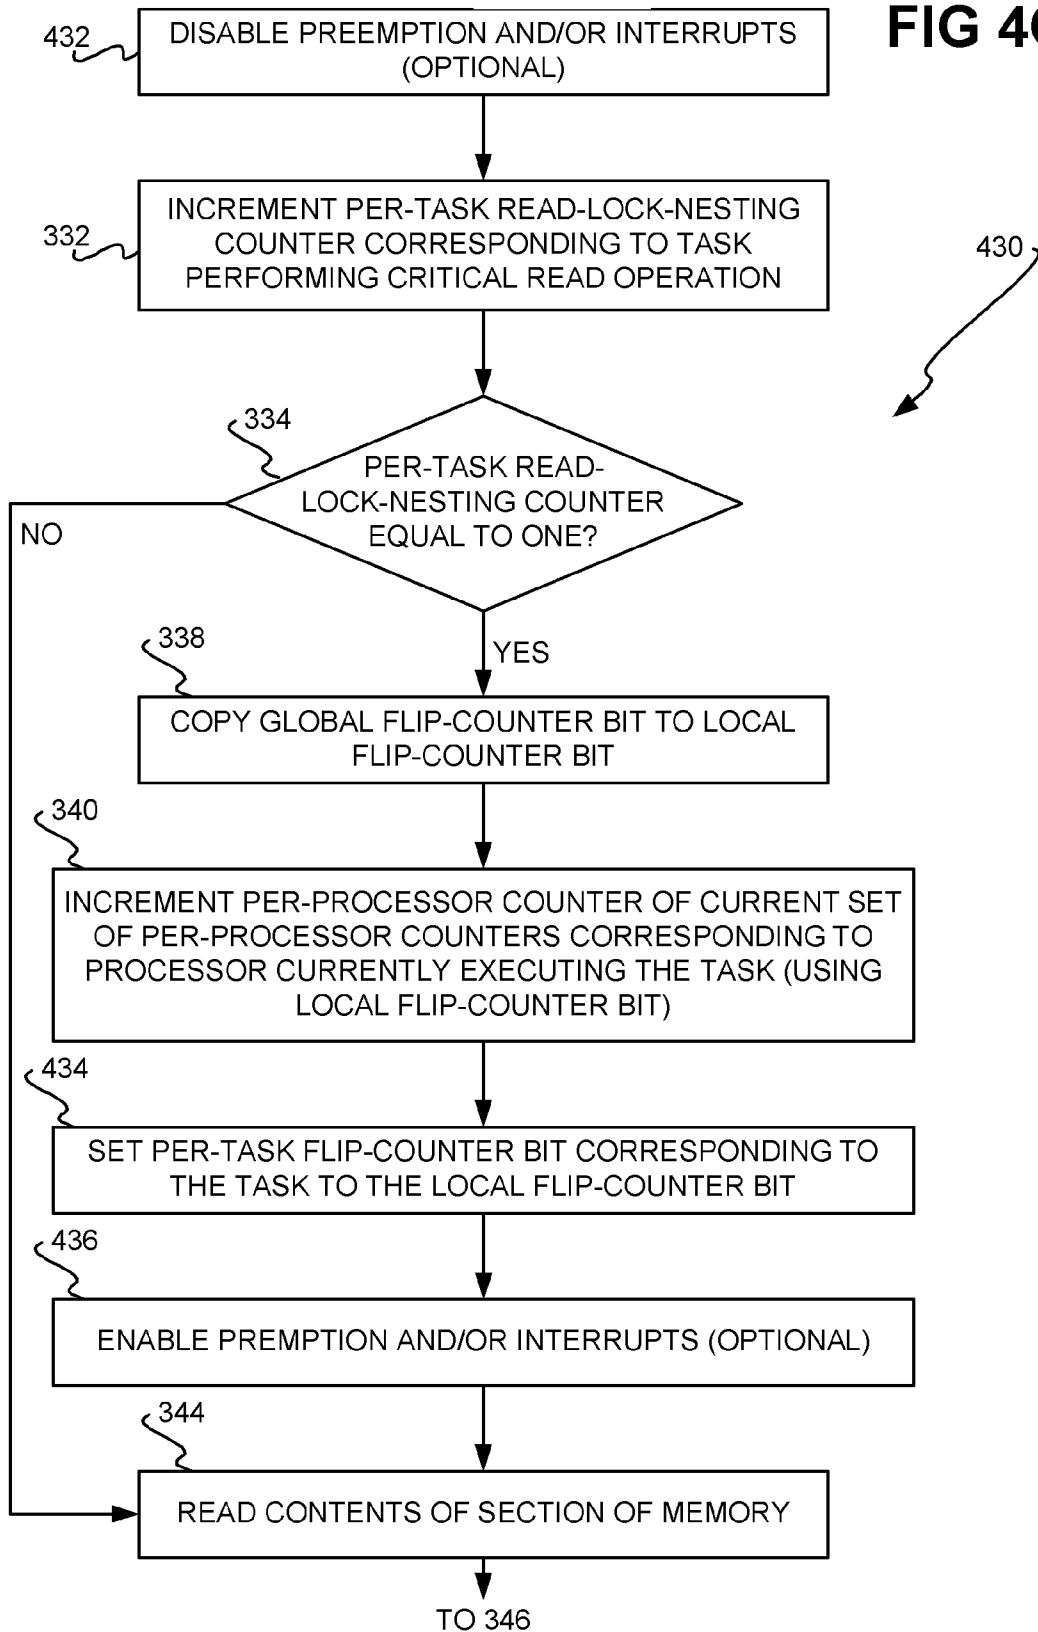 FIG 4C
432
DISABLE PREEMPTION AND/OR INTERRUPTS
(OPTIONAL)
332
INCREMENT PER-TASK READ-LOCK-NESTING
COUNTER CORRESPONDING TO TASK
PERFORMING CRITICAL READ OPERATION
430
334
PER-TASK READ-
LOCK-NESTING COUNTER
EQUAL TO ONE?
NO
YES
338
COPY GLOBAL FLIP-COUNTER BIT TO LOCAL
FLIP-COUNTER BIT
340
INCREMENT PER-PROCESSOR COUNTER OF CURRENT SET
OF PER-PROCESSOR COUNTERS CORRESPONDING TO
PROCESSOR CURRENTLY EXECUTING THE TASK (USING
LOCAL FLIP-COUNTER BIT)
434
SET PER-TASK FLIP-COUNTER BIT CORRESPONDING TO
THE TASK TO THE LOCAL FLIP-COUNTER BIT
436
ENABLE PREMPTION AND/OR INTERRUPTS (OPTIONAL)
344
READ CONTENTS OF SECTION OF MEMORY
TO 346